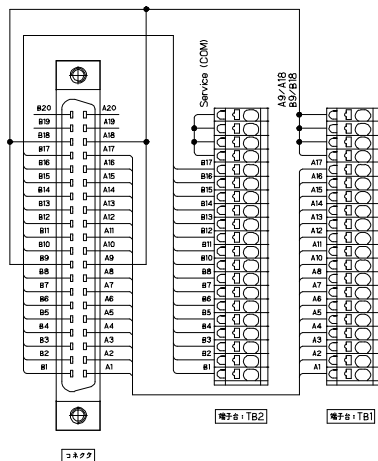 Service (COM)
A9/A18
B9/B18
B20 A20
B19 A19
B18 A18
B17 A17
B16 A16
B15 A15
B14 A14
B13 A13
B12 A12
B11 A11
B10 A10
B9 A9
B8 A8
B7 A7
B6 A6
B5 A5
B4 A4
B3 A3
B2 A2
B1 A1
B17
B16
B15
B14
B13
B12
B11
B10
B8
B7
B6
B5
B4
B3
B2
B1
A17
A16
A15
A14
A13
A12
A11
A10
A8
A7
A6
A5
A4
A3
A2
A1
端子台:TB2
端子台:TB1
コネクタ